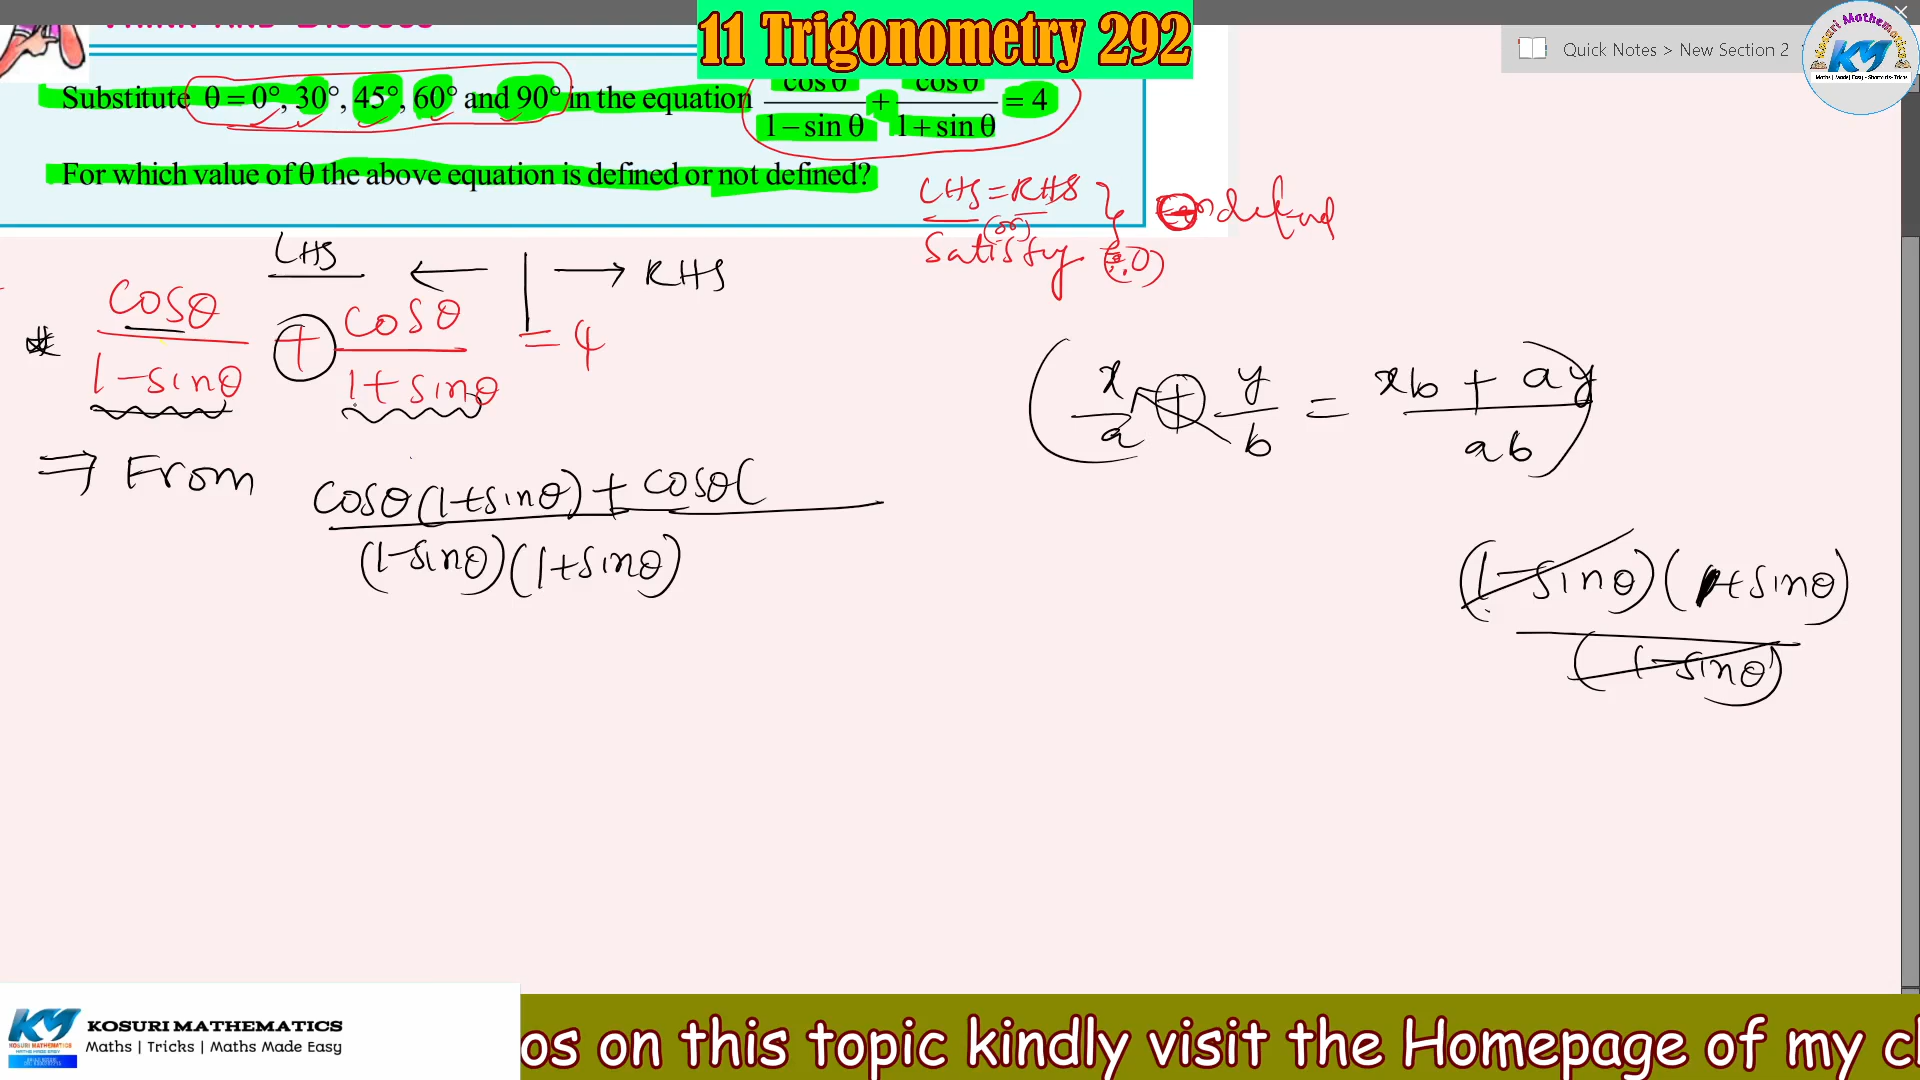 11 Trigonometry 292
Quick Notes > New Section 2
Substitute θ = 0°, 30°, 45°, 60° and 90° in the equation cosθ/(1 – sin θ) + cosθ/(1 + sin θ) = 4
For which value of θ the above equation is defined or not defined?
LHS = RHS
(or)
Satisfy
LHS ← | → RHS
cosθ/(1-sinθ) + cosθ/(1+sinθ) = 4
(x/a + y/b = (xb + ay)/ab)
⇒ From (cosθ(1+sinθ) + cosθ( )/((1-sinθ)(1+sinθ))
(1-sinθ)(1+sinθ)
(1-sinθ)
KOSURI MATHEMATICS
Maths | Tricks | Maths Made Easy
os on this topic kindly visit the Homepage of my c